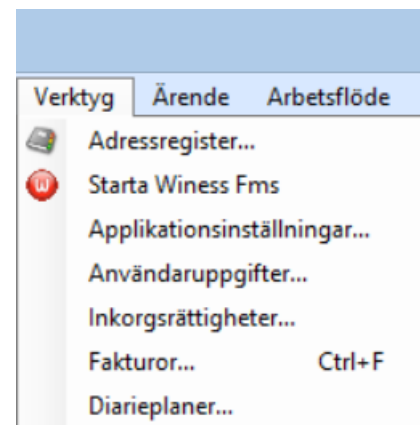 Verktyg Ärende Arbetsflöde
Adressregister...
Starta Winess Fms
Applikationsinställningar...
Användaruppgifter...
Inkorgsrättigheter...
Fakturor... Ctrl+F
Diarieplaner...